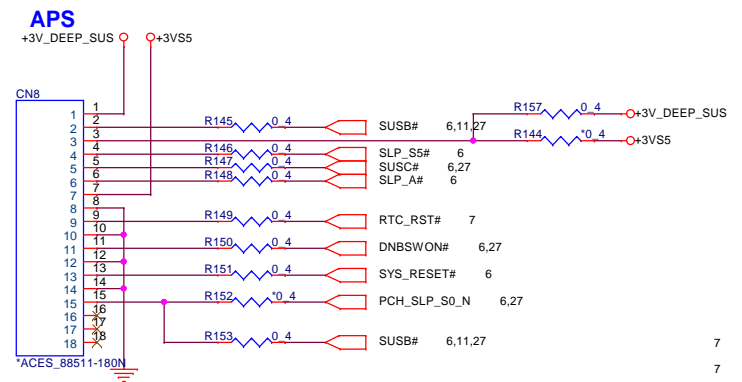 APS
+3V_DEEP_SUS +3VS5
CN8
1 1
2 2 R145 0_4 SUSB# 6,11,27
3 3 R157 0_4 +3V_DEEP_SUS
R144 *0_4 +3VS5
4 4 R146 0_4 SLP_S5# 6
5 5 R147 0_4 SUSC# 6,27
6 6 R148 0_4 SLP_A# 6
7 7
8 8
9 9 R149 0_4 RTC_RST# 7
10 10
11 11 R150 0_4 DNBSWON# 6,27
12 12
13 13 R151 0_4 SYS_RESET# 6
14 14
15 15 R152 *0_4 PCH_SLP_S0_N 6,27
16 16
17 17
18 18 R153 0_4 SUSB# 6,11,27 7
*ACES_88511-180N
7